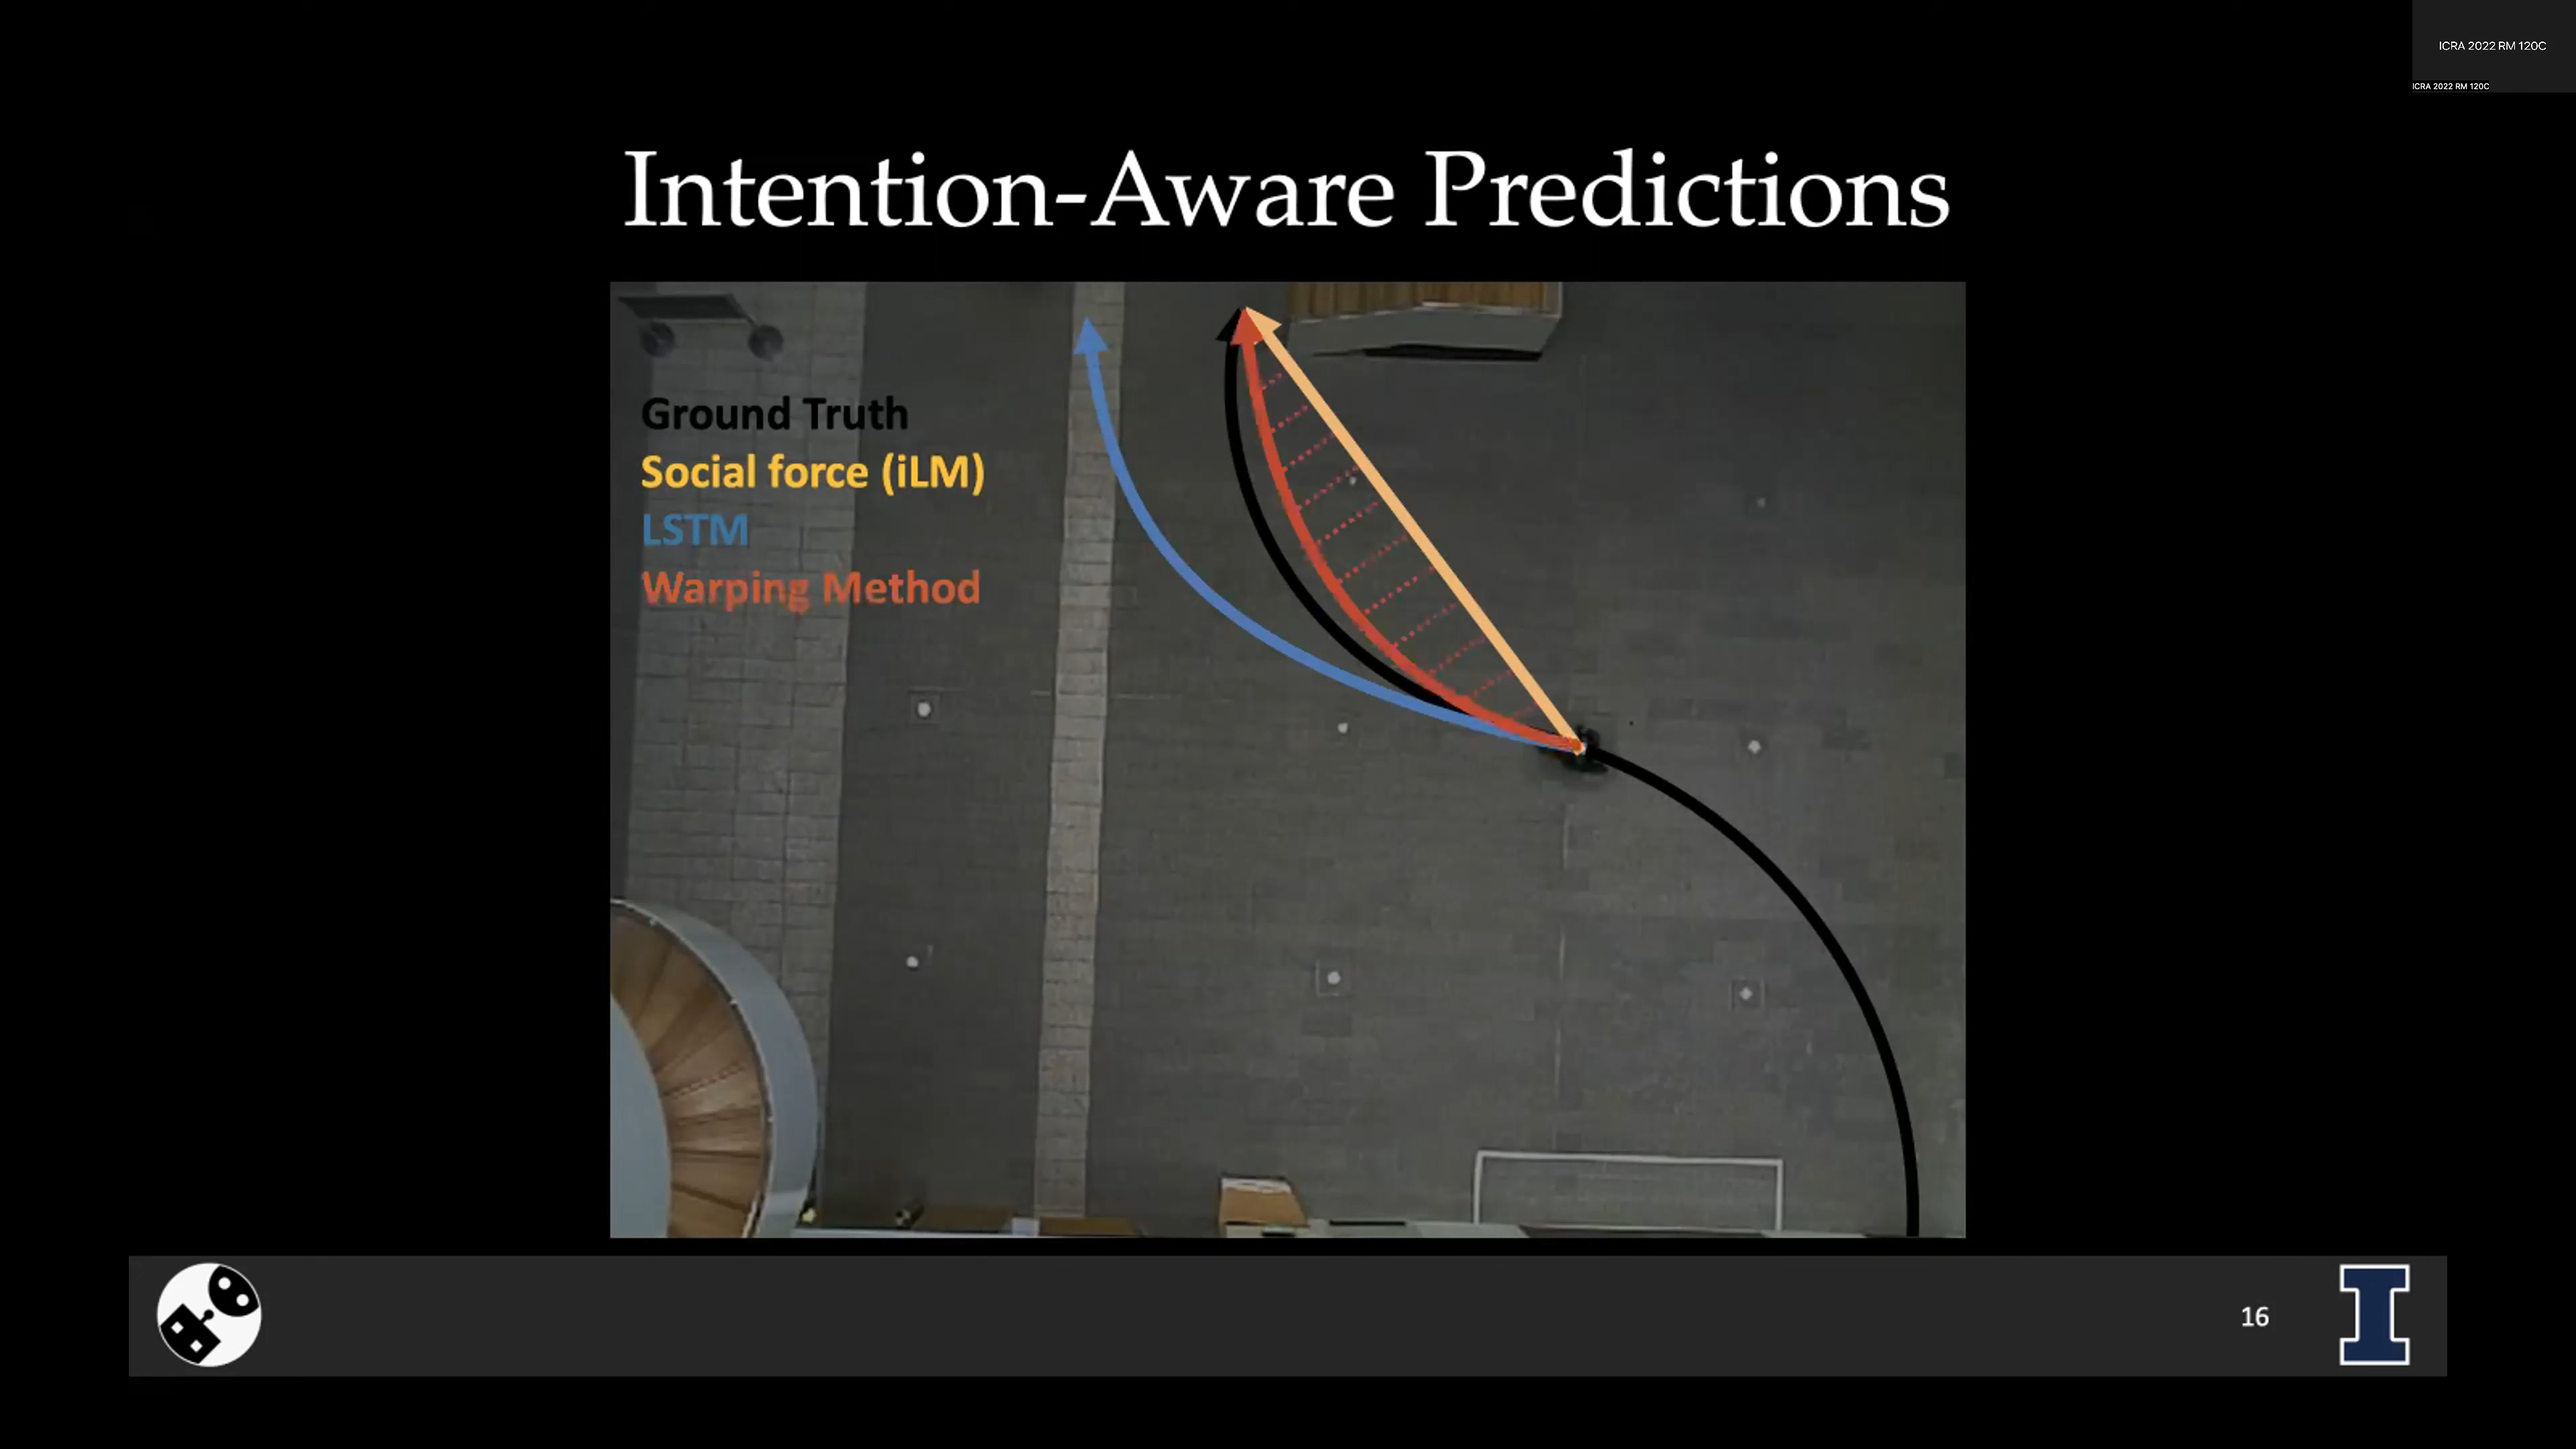 ICRA 2022 RM 120C
ICRA 2022 RM 120C
Intention-Aware Predictions
Ground Truth
Social force (iLM)
LSTM
Warping Method
16
I